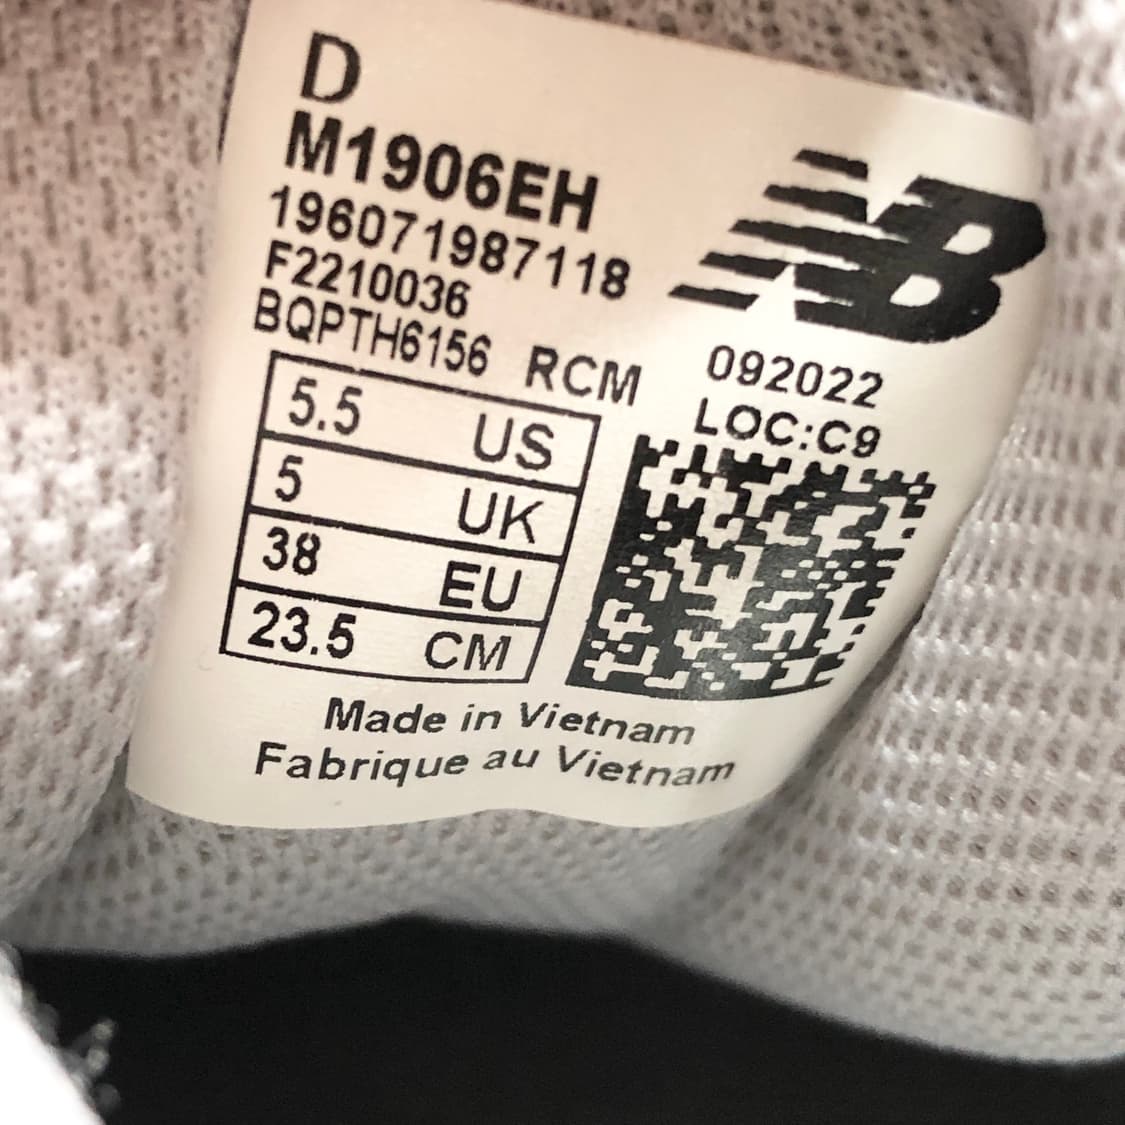 D
M1906EH
196071987118
F2210036
BQPTH6156 RCM
NB
092022
LOC:C9
5.5 US
5 UK
38 EU
23.5 CM
Made in Vietnam
Fabrique au Vietnam